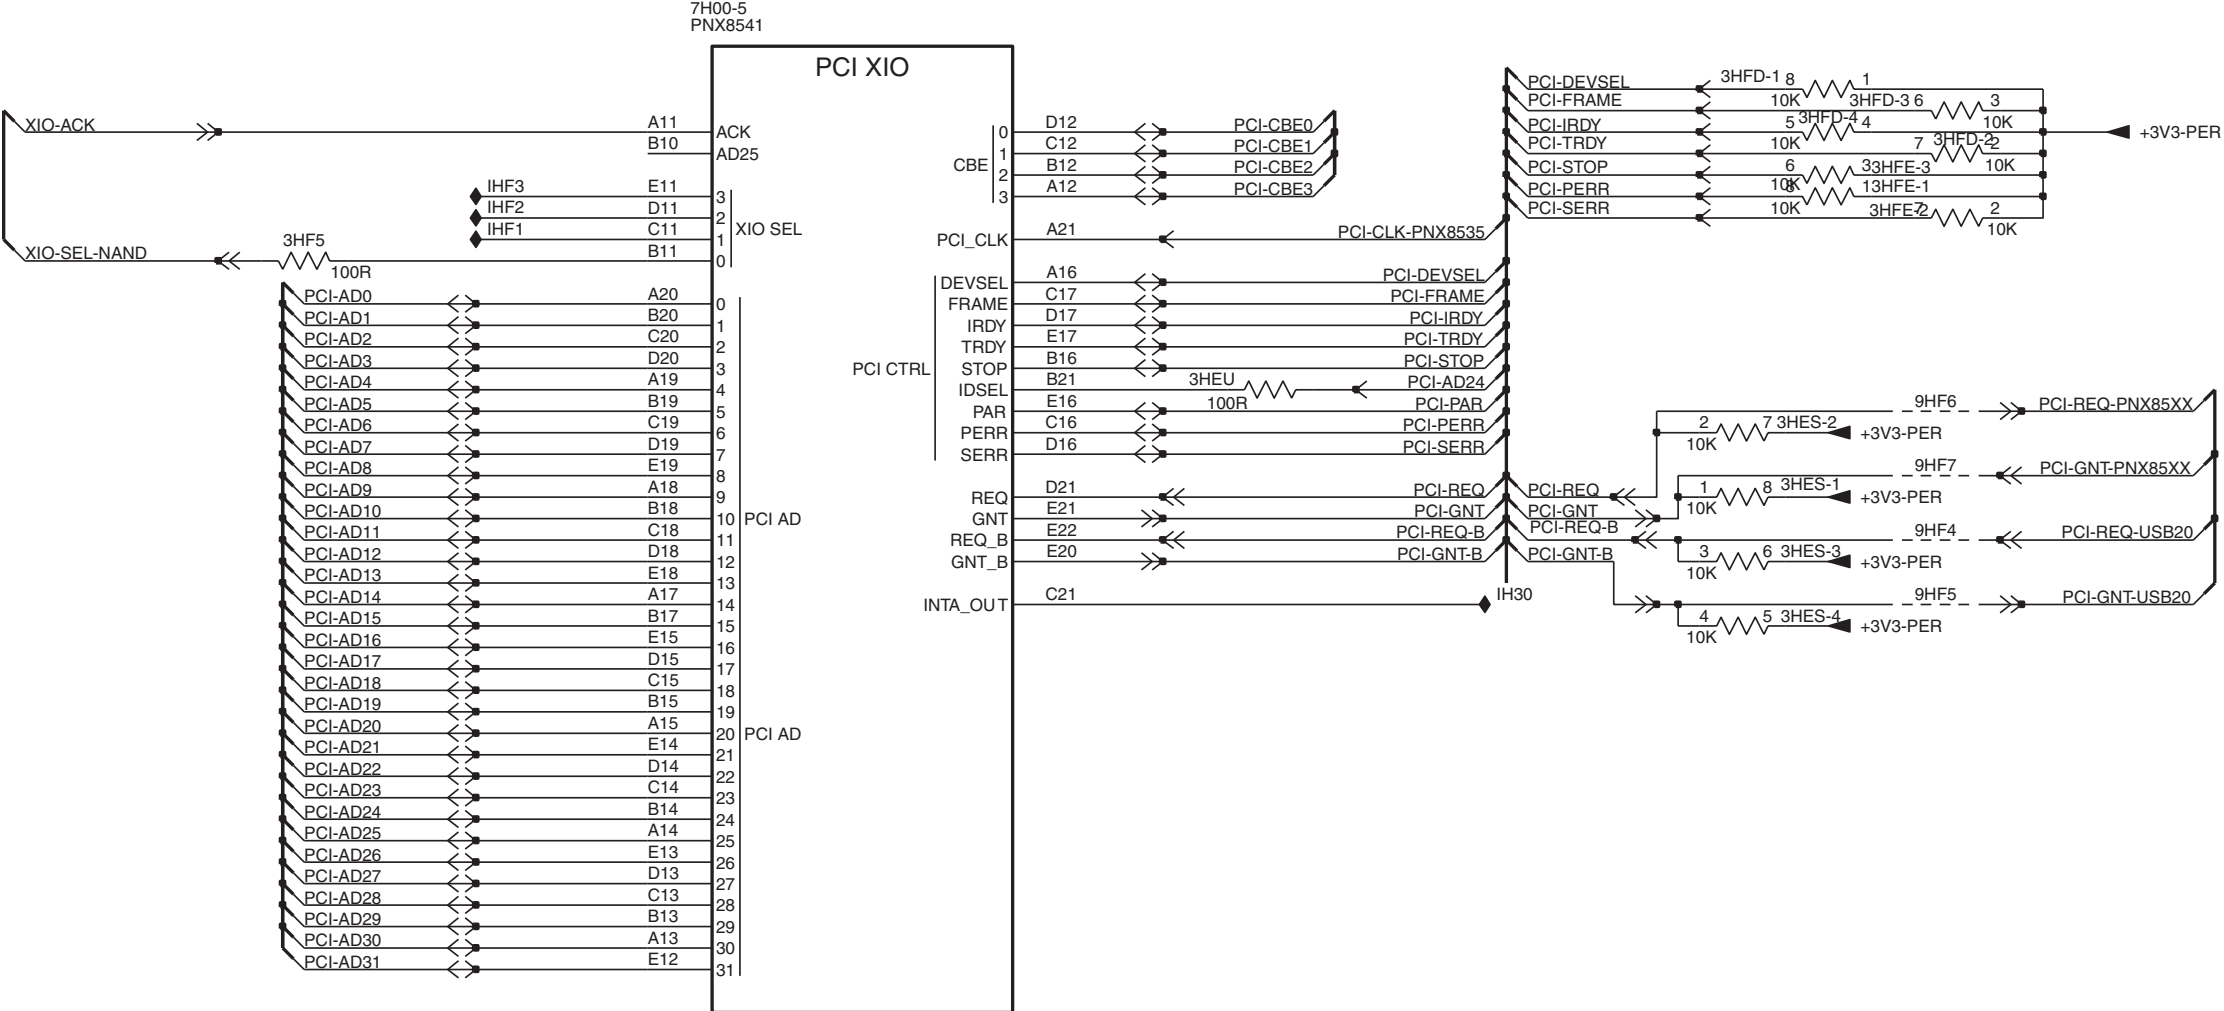 7H00-5
PNX8541
PCI XIO
XIO-ACK
A11
ACK
B10
AD25
IHF3
E11
3
IHF2
D11
2
XIO SEL
IHF1
C11
1
XIO-SEL-NAND
3HF5
100R
B11
0
PCI-AD0 A20 0
PCI-AD1 B20 1
PCI-AD2 C20 2
PCI-AD3 D20 3
PCI-AD4 A19 4
PCI-AD5 B19 5
PCI-AD6 C19 6
PCI-AD7 D19 7
PCI-AD8 E19 8
PCI-AD9 A18 9
PCI-AD10 B18 10 PCI AD
PCI-AD11 C18 11
PCI-AD12 D18 12
PCI-AD13 E18 13
PCI-AD14 A17 14
PCI-AD15 B17 15
PCI-AD16 E15 16
PCI-AD17 D15 17
PCI-AD18 C15 18
PCI-AD19 B15 19
PCI-AD20 A15 20 PCI AD
PCI-AD21 E14 21
PCI-AD22 D14 22
PCI-AD23 C14 23
PCI-AD24 B14 24
PCI-AD25 A14 25
PCI-AD26 E13 26
PCI-AD27 D13 27
PCI-AD28 C13 28
PCI-AD29 B13 29
PCI-AD30 A13 30
PCI-AD31 E12 31
CBE
0 D12 PCI-CBE0
1 C12 PCI-CBE1
2 B12 PCI-CBE2
3 A12 PCI-CBE3
PCI_CLK A21 PCI-CLK-PNX8535
PCI CTRL
DEVSEL A16 PCI-DEVSEL
FRAME C17 PCI-FRAME
IRDY D17 PCI-IRDY
TRDY E17 PCI-TRDY
STOP B16 PCI-STOP
IDSEL B21 3HEU 100R PCI-AD24
PAR E16 PCI-PAR
PERR C16 PCI-PERR
SERR D16 PCI-SERR
REQ D21 PCI-REQ
GNT E21 PCI-GNT
REQ_B E22 PCI-REQ-B
GNT_B E20 PCI-GNT-B
INTA_OUT C21 IH30
PCI-DEVSEL 3HFD-1 8 1 10K
PCI-FRAME 3HFD-3 6 3 10K
PCI-IRDY 5 3HFD-4 4 10K
PCI-TRDY 7 3HFD-2 2 10K
PCI-STOP 6 3 3HFE-3 10K
PCI-PERR 8 1 3HFE-1 10K
PCI-SERR 3HFE-2 7 2 10K
+3V3-PER
9HF6 PCI-REQ-PNX85XX
2 7 3HES-2
10K +3V3-PER
9HF7 PCI-GNT-PNX85XX
PCI-REQ
1 8 3HES-1
10K +3V3-PER
PCI-GNT
PCI-REQ-B
9HF4 PCI-REQ-USB20
3 6 3HES-3
10K +3V3-PER
PCI-GNT-B
9HF5 PCI-GNT-USB20
4 5 3HES-4
10K +3V3-PER